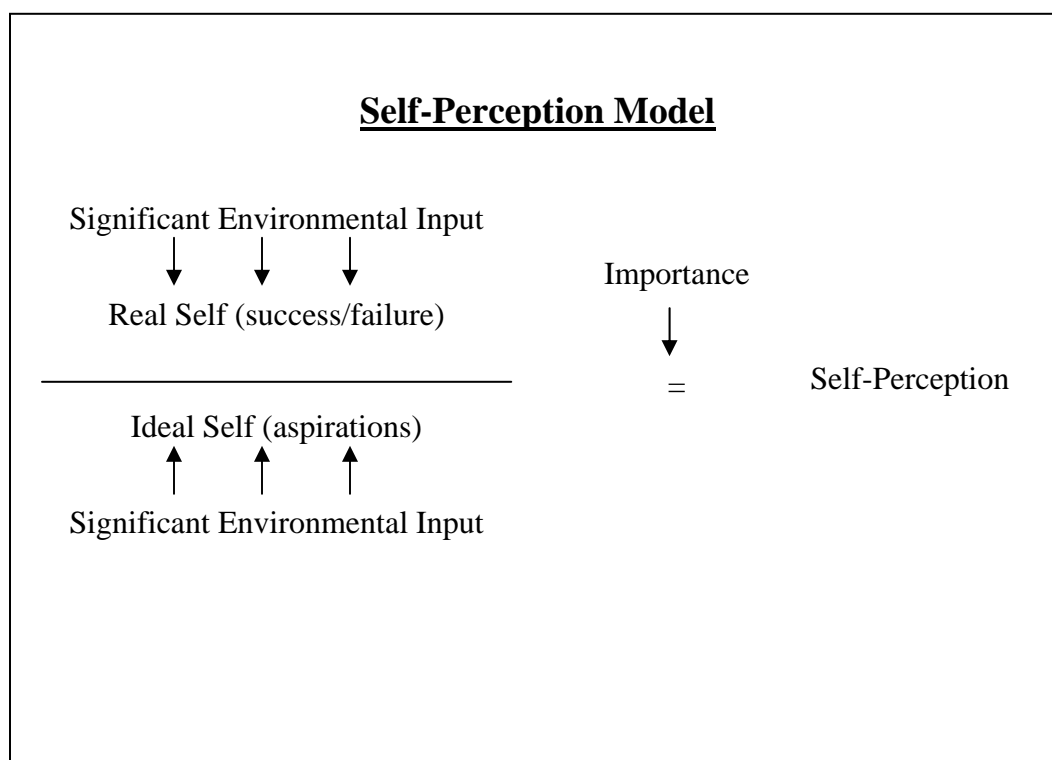 Self-Perception Model
Significant Environmental Input
Importance
Real Self (success/failure)
= Self-Perception
Ideal Self (aspirations)
Significant Environmental Input